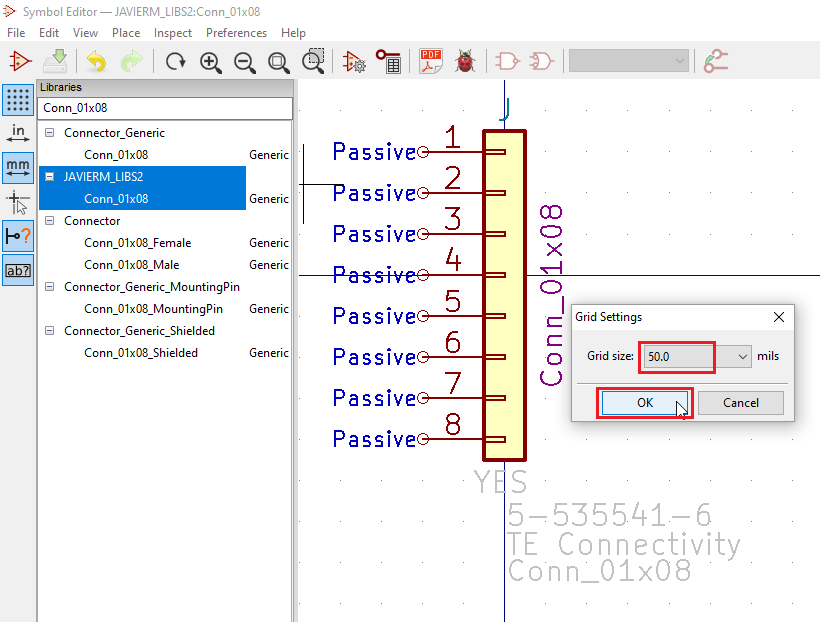 Symbol Editor — JAVIERM_LIBS2:Conn_01x08
File Edit View Place Inspect Preferences Help
PDF
Libraries
Conn_01x08
in
mm
ab?
Connector_Generic
Conn_01x08 Generic
JAVIERM_LIBS2
Conn_01x08 Generic
Connector
Conn_01x08_Female Generic
Conn_01x08_Male Generic
Connector_Generic_MountingPin
Conn_01x08_MountingPin Generic
Connector_Generic_Shielded
Conn_01x08_Shielded Generic
J
Passive 1
Passive 2
Passive 3
Passive 4
Passive 5
Passive 6
Passive 7
Passive 8
Conn_01x08
YES
5-535541-6
TE Connectivity
Conn_01x08
Grid Settings
Grid size: 50.0 mils
OK Cancel